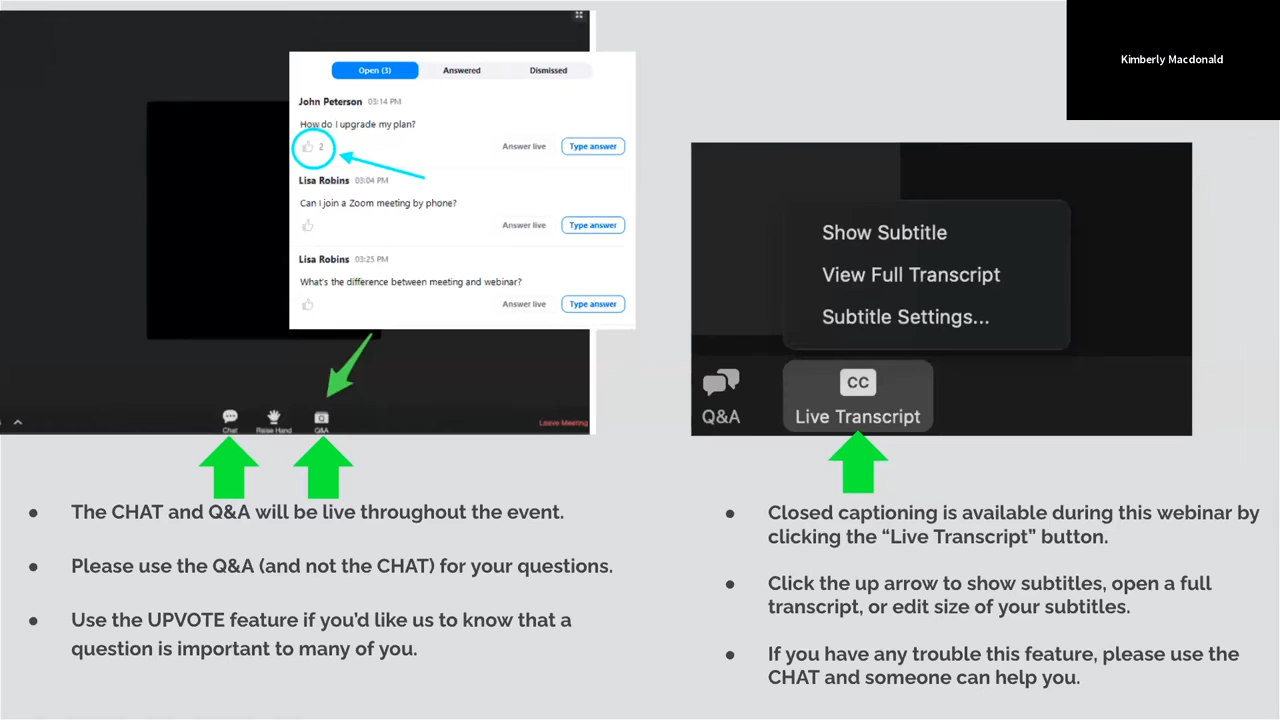 Kimberly Macdonald
Open (3) Answered Dismissed
John Peterson 03:14 PM
How do I upgrade my plan?
2 Answer live Type answer
Lisa Robins 03:04 PM
Can I join a Zoom meeting by phone?
Answer live Type answer
Lisa Robins 03:25 PM
What's the difference between meeting and webinar?
Answer live Type answer
Chat Raise Hand Q&A Leave Meeting
● The CHAT and Q&A will be live throughout the event.
● Please use the Q&A (and not the CHAT) for your questions.
● Use the UPVOTE feature if you'd like us to know that a
question is important to many of you.
Show Subtitle
View Full Transcript
Subtitle Settings...
CC
Q&A Live Transcript
● Closed captioning is available during this webinar by
clicking the “Live Transcript” button.
● Click the up arrow to show subtitles, open a full
transcript, or edit size of your subtitles.
● If you have any trouble this feature, please use the
CHAT and someone can help you.